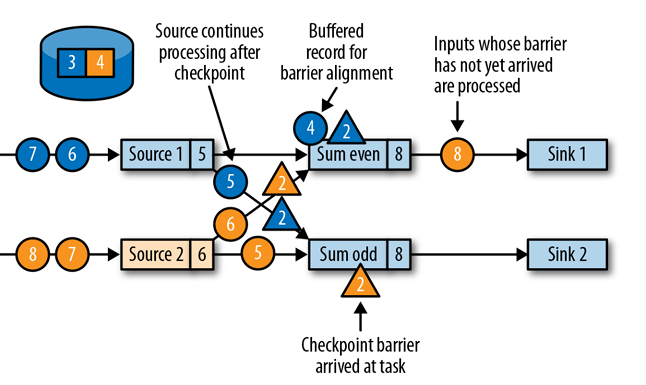 Source continues
processing after
checkpoint
Buffered
record for
barrier alignment
Inputs whose barrier
has not yet arrived
are processed
3 4
4 2
7 6 Source 1 5 Sum even 8 8 Sink 1
5 2
6 2
8 7 Source 2 6 5 Sum odd 8 Sink 2
2
Checkpoint barrier
arrived at task